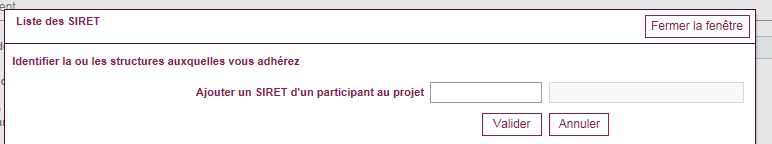 ent
Liste des SIRET
Fermer la fenêtre
Identifier la ou les structures auxquelles vous adhérez
Ajouter un SIRET d'un participant au projet
Valider
Annuler